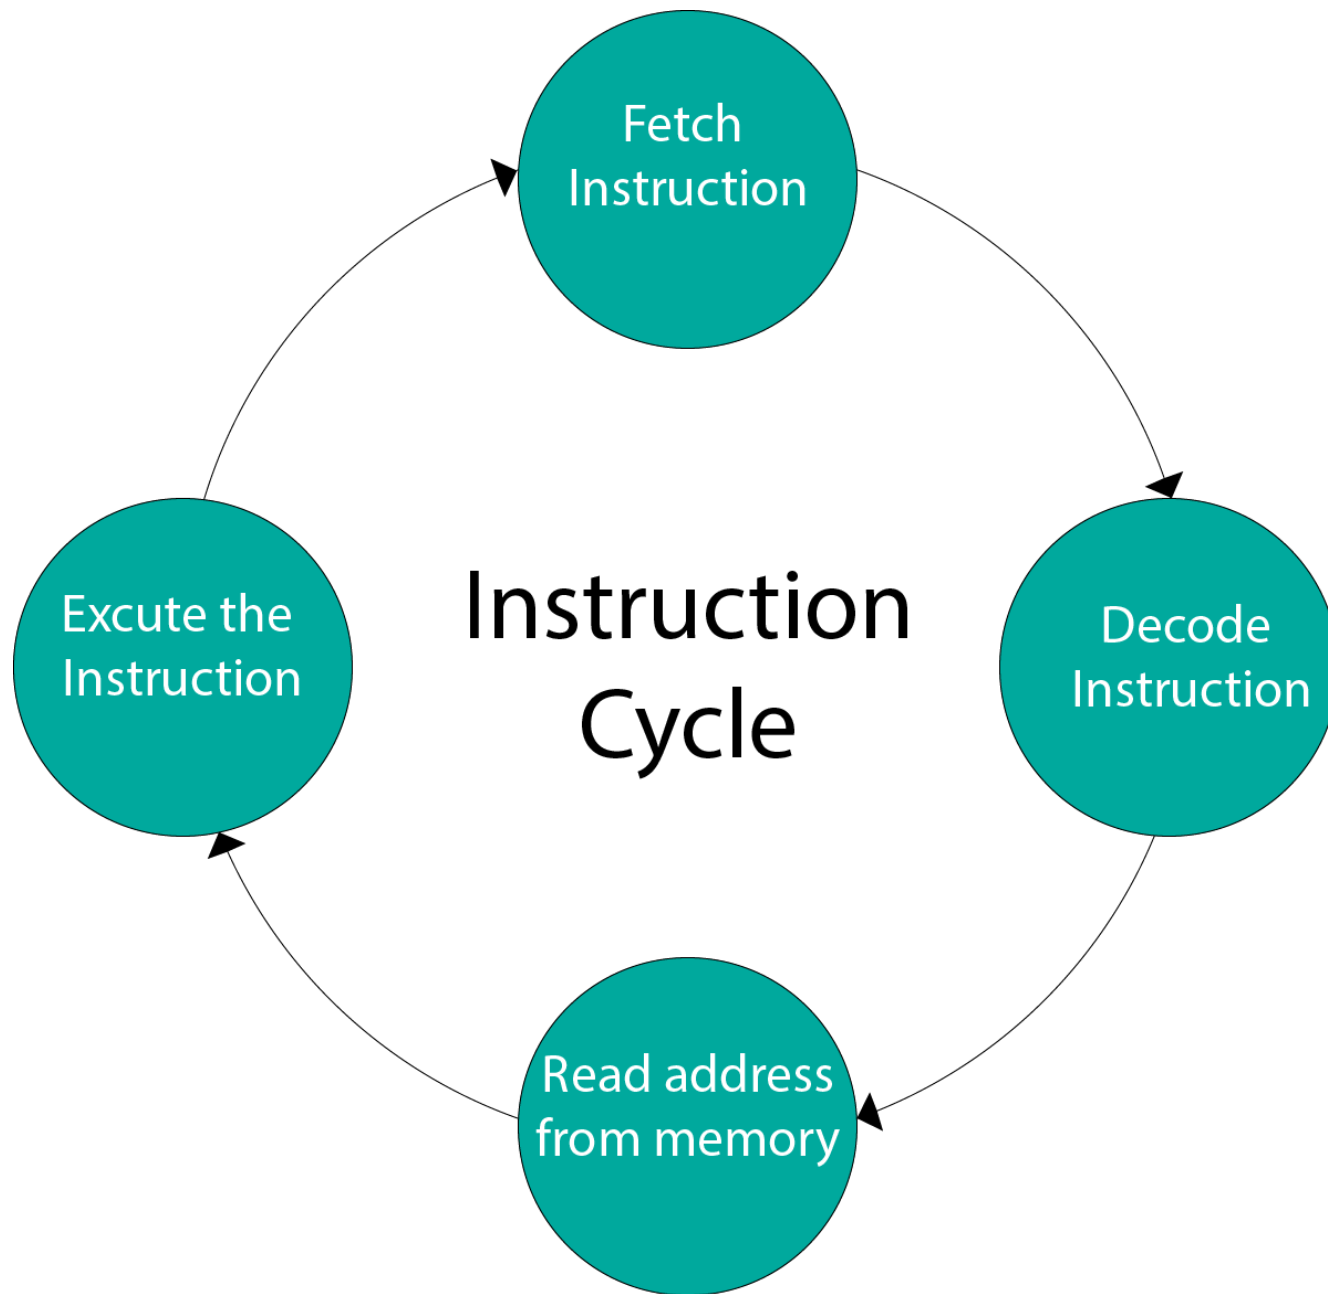 Fetch
Instruction
Excute the
Instruction
Instruction
Cycle
Decode
Instruction
Read address
from memory